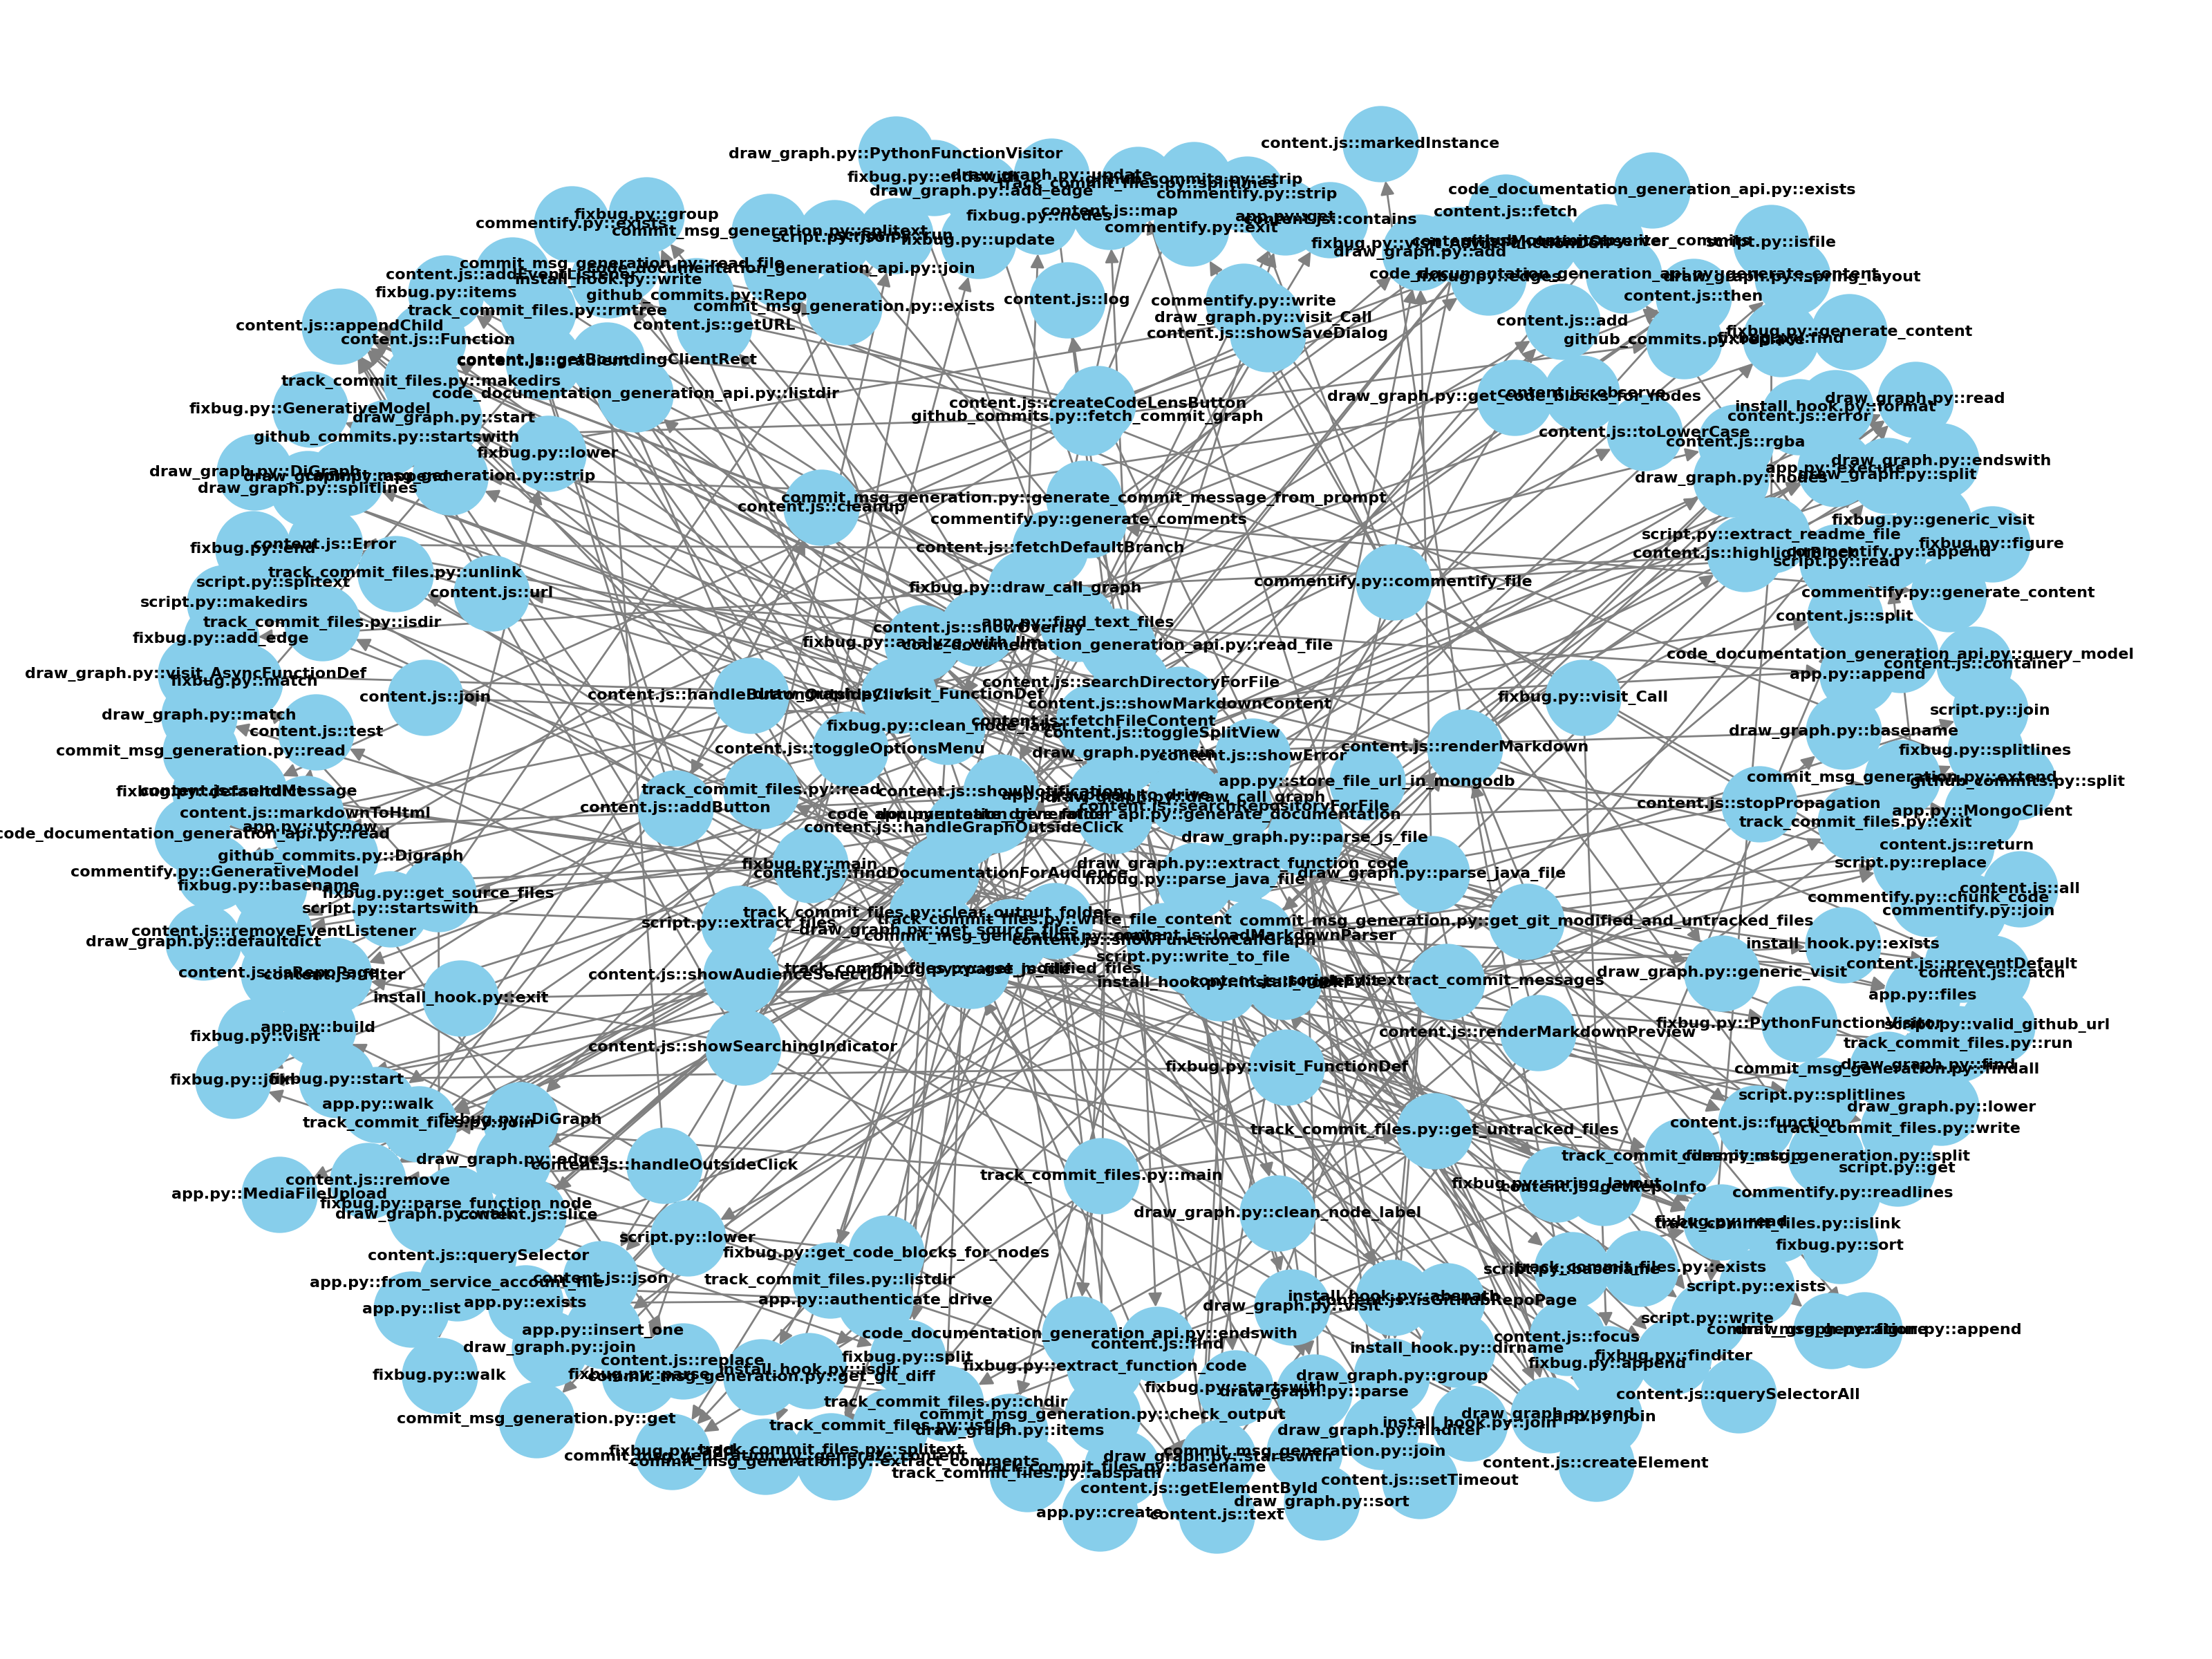 content.js::markedInstance
draw_graph.py::PythonFunctionVisitor
fixbug.py::endswith
draw_graph.py::update
github_commits.py::strip
track_commit_files.py::splitlines
draw_graph.py::add_edge
commentify.py::strip
code_documentation_generation_api.py::exists
fixbug.py::group
commentify.py::exists
fixbug.py::nodes
content.js::map
app.py::get
content.js::contains
content.js::fetch
commentify.py::exit
commit_msg_generation.py::splitext
script.py::run
fixbug.py::update
fixbug.py::visit_AsyncFunctionDef
draw_graph.py::add
script.py::isfile
commit_msg_generation.py::read_file
code_documentation_generation_api.py::join
content.js::addEventListener
install_hook.py::write
code_documentation_generation_api.py::generate_content
fixbug.py::edges
draw_graph.py::spring_layout
fixbug.py::items
github_commits.py::Repo
content.js::log
commentify.py::write
content.js::then
track_commit_files.py::rmtree
commit_msg_generation.py::exists
draw_graph.py::visit_Call
content.js::add
content.js::appendChild
content.js::getURL
content.js::showSaveDialog
fixbug.py::generate_content
content.js::Function
github_commits.py::replace
fixbug.py::find
content.js::getBoundingClientRect
track_commit_files.py::makedirs
code_documentation_generation_api.py::listdir
content.js::observe
draw_graph.py::get_code_blocks_for_nodes
draw_graph.py::read
fixbug.py::GenerativeModel
content.js::createCodeLensButton
install_hook.py::format
draw_graph.py::start
github_commits.py::fetch_commit_graph
content.js::error
content.js::toLowerCase
github_commits.py::startswith
content.js::rgba
fixbug.py::lower
draw_graph.py::endswith
draw_graph.py::DiGraph
app.py::execute
draw_graph.py::append
commit_msg_generation.py::strip
draw_graph.py::split
draw_graph.py::nodes
draw_graph.py::splitlines
commit_msg_generation.py::generate_commit_message_from_prompt
content.js::cleanup
commentify.py::generate_comments
fixbug.py::generic_visit
script.py::extract_readme_file
fixbug.py::end
content.js::Error
content.js::fetchDefaultBranch
fixbug.py::figure
content.js::highlightBlock
commentify.py::append
script.py::read
track_commit_files.py::unlink
script.py::splitext
commentify.py::commentify_file
fixbug.py::draw_call_graph
content.js::url
commentify.py::generate_content
script.py::makedirs
content.js::split
track_commit_files.py::isdir
app.py::find_text_files
content.js::showOverlay
fixbug.py::add_edge
fixbug.py::analyze_with_llm
code_documentation_generation_api.py::read_file
code_documentation_generation_api.py::query_model
content.js::container
draw_graph.py::visit_AsyncFunctionDef
app.py::append
fixbug.py::match
content.js::searchDirectoryForFile
content.js::join
content.js::handleButtonOutsideClick
draw_graph.py::visit_FunctionDef
fixbug.py::visit_Call
content.js::showMarkdownContent
script.py::join
draw_graph.py::match
content.js::fetchFileContent
fixbug.py::clean_node_label
content.js::test
content.js::toggleSplitView
draw_graph.py::basename
content.js::toggleOptionsMenu
content.js::renderMarkdown
commit_msg_generation.py::read
draw_graph.py::main
content.js::showError
fixbug.py::splitlines
commit_msg_generation.py::extend
app.py::store_file_url_in_mongodb
github_commits.py::split
track_commit_files.py::read
content.js::showNotification
fixbug.py::defaultdict
content.js::sendMessage
draw_graph.py::draw_call_graph
content.js::stopPropagation
content.js::addButton
content.js::searchRepositoryForFile
content.js::markdownToHtml
app.py::create_drive_folder
code_documentation_generation_api.py::generate_documentation
app.py::MongoClient
track_commit_files.py::exit
app.py::utcnow
content.js::handleGraphOutsideClick
code_documentation_generation_api.py::read
draw_graph.py::parse_js_file
content.js::return
github_commits.py::Digraph
fixbug.py::main
draw_graph.py::extract_function_code
script.py::replace
commentify.py::GenerativeModel
content.js::findDocumentationForAudience
draw_graph.py::parse_java_file
fixbug.py::parse_java_file
fixbug.py::basename
content.js::all
fixbug.py::get_source_files
commentify.py::chunk_code
script.py::startswith
track_commit_files.py::clear_output_folder
commentify.py::join
script.py::extract_files
track_commit_files.py::write_file_content
commit_msg_generation.py::get_git_modified_and_untracked_files
content.js::removeEventListener
draw_graph.py::get_source_files
content.js::loadMarkdownParser
draw_graph.py::defaultdict
content.js::showFunctionCallGraph
install_hook.py::exists
script.py::write_to_file
content.js::preventDefault
content.js::isRepoPage
content.js::filter
content.js::showAudienceSelection
track_commit_files.py::get_modified_files
fixbug.py::parse_js_file
draw_graph.py::generic_visit
content.js::catch
script.py::extract_commit_messages
install_hook.py::install_hook
install_hook.py::exit
app.py::files
fixbug.py::PythonFunctionVisitor
script.py::valid_github_url
app.py::build
content.js::renderMarkdownPreview
fixbug.py::visit
content.js::showSearchingIndicator
track_commit_files.py::run
draw_graph.py::find
fixbug.py::visit_FunctionDef
commit_msg_generation.py::findall
fixbug.py::join
fixbug.py::start
script.py::splitlines
app.py::walk
draw_graph.py::lower
fixbug.py::DiGraph
track_commit_files.py::join
content.js::function
track_commit_files.py::get_untracked_files
track_commit_files.py::write
track_commit_files.py::strip
commit_msg_generation.py::split
draw_graph.py::edges
content.js::handleOutsideClick
script.py::get
track_commit_files.py::main
content.js::remove
fixbug.py::spring_layout
content.js::getRepoInfo
app.py::MediaFileUpload
commentify.py::readlines
fixbug.py::parse_function_node
draw_graph.py::walk
content.js::slice
draw_graph.py::clean_node_label
fixbug.py::read
track_commit_files.py::islink
script.py::lower
fixbug.py::sort
content.js::querySelector
fixbug.py::get_code_blocks_for_nodes
script.py::basename
track_commit_files.py::exists
content.js::json
track_commit_files.py::listdir
app.py::from_service_account_file
script.py::exists
install_hook.py::abspath
app.py::authenticate_drive
content.js::isGitHubRepoPage
app.py::exists
draw_graph.py::visit
app.py::list
script.py::write
app.py::insert_one
code_documentation_generation_api.py::endswith
commit_msg_generation.py::append
draw_graph.py::figure
content.js::focus
content.js::find
draw_graph.py::join
install_hook.py::dirname
fixbug.py::split
fixbug.py::finditer
content.js::replace
fixbug.py::append
fixbug.py::extract_function_code
install_hook.py::isdir
fixbug.py::walk
fixbug.py::parse
commit_msg_generation.py::get_git_diff
draw_graph.py::group
fixbug.py::startswith
draw_graph.py::parse
content.js::querySelectorAll
track_commit_files.py::chdir
commit_msg_generation.py::check_output
draw_graph.py::end
app.py::join
commit_msg_generation.py::get
install_hook.py::join
track_commit_files.py::isfile
draw_graph.py::items
draw_graph.py::finditer
fixbug.py::add
track_commit_files.py::splitext
commit_msg_generation.py::join
commit_msg_generation.py::generate_content
draw_graph.py::startswith
commit_msg_generation.py::extract_comments
content.js::createElement
track_commit_files.py::basename
track_commit_files.py::abspath
content.js::setTimeout
content.js::getElementById
draw_graph.py::sort
app.py::create
content.js::text